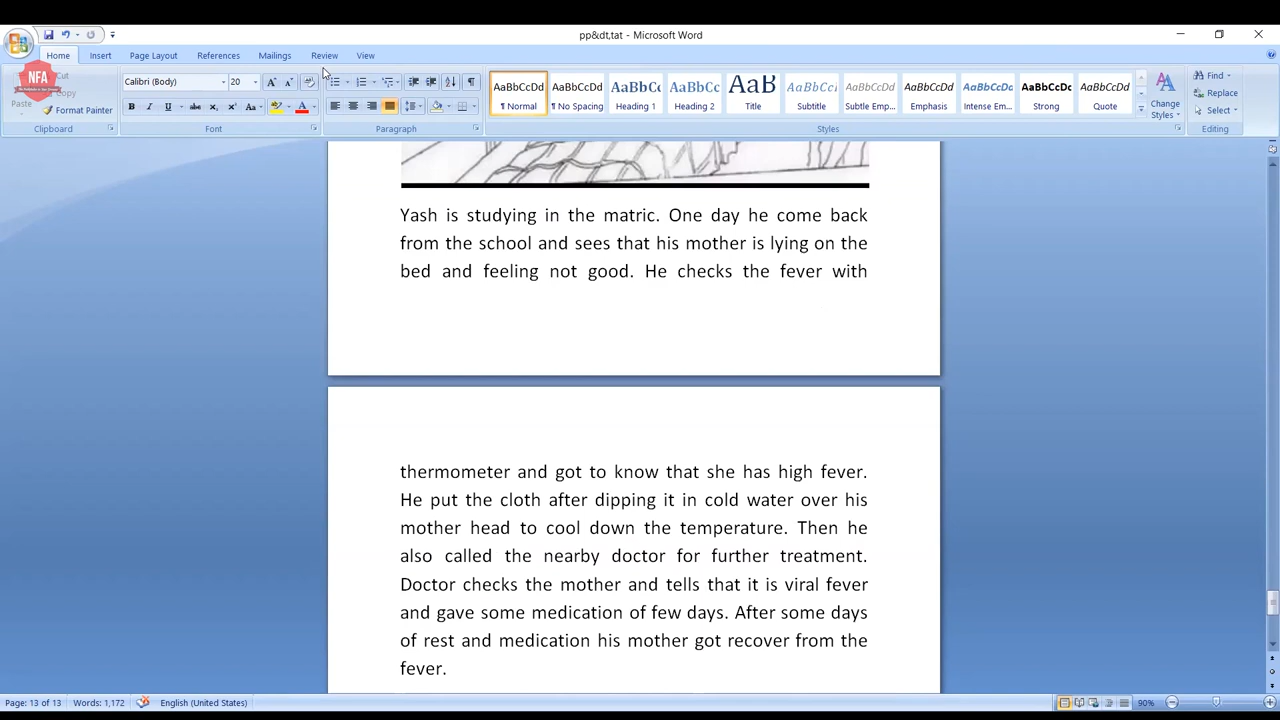 pp&dt,tat - Microsoft Word
Home Insert Page Layout References Mailings Review View
Cut
Copy
Paste
Format Painter
NFA
Calibri (Body) 20
AaBbCcDd AaBbCcDd AaBbCc AaBbCc AaB AaBbCcI AaBbCcDd AaBbCcDd AaBbCcDc AaBbCcDc AaBbCcDd
¶ Normal ¶ No Spacing Heading 1 Heading 2 Title Subtitle Subtle Emp... Emphasis Intense Em... Strong Quote
Change
Styles
Find
Replace
Select
Clipboard Font Paragraph Styles Editing
Yash is studying in the matric. One day he come back
from the school and sees that his mother is lying on the
bed and feeling not good. He checks the fever with
thermometer and got to know that she has high fever.
He put the cloth after dipping it in cold water over his
mother head to cool down the temperature. Then he
also called the nearby doctor for further treatment.
Doctor checks the mother and tells that it is viral fever
and gave some medication of few days. After some days
of rest and medication his mother got recover from the
fever.
Page: 13 of 13 Words: 1,172 English (United States) 90%